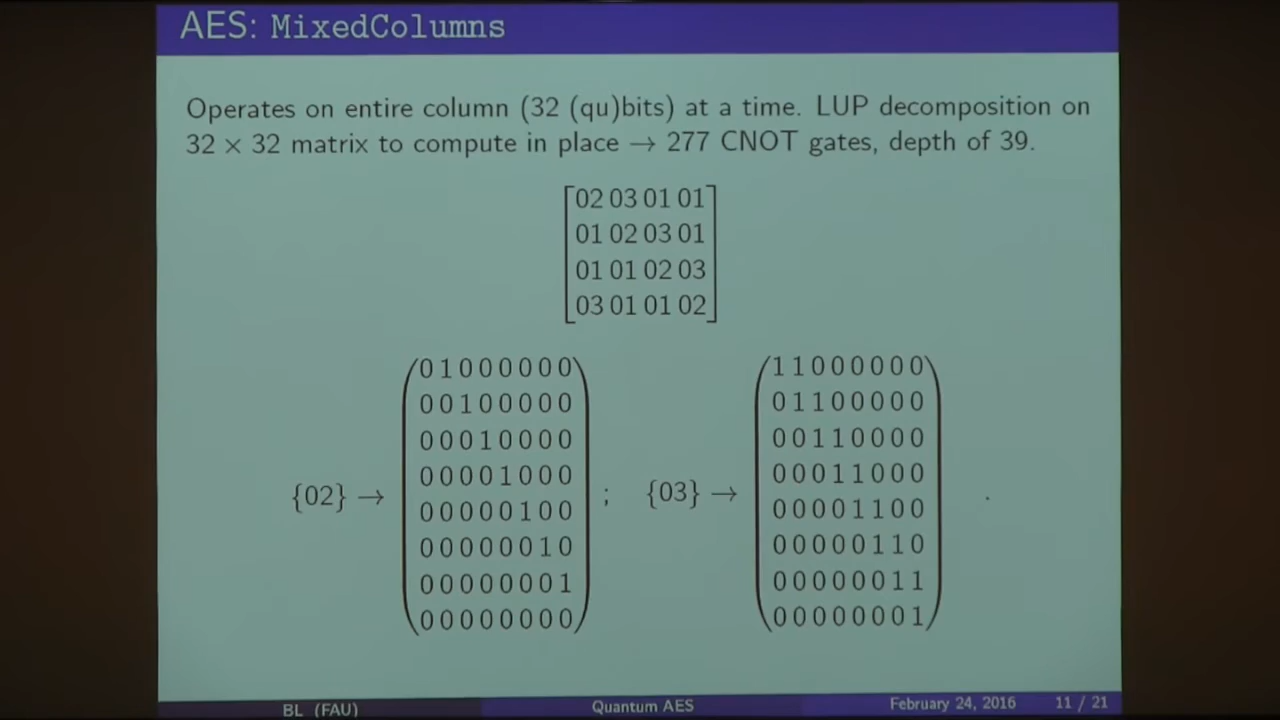 AES: MixedColumns
Operates on entire column (32 (qu)bits) at a time. LUP decomposition on
32 × 32 matrix to compute in place → 277 CNOT gates, depth of 39.
02 03 01 01
01 02 03 01
01 01 02 03
03 01 01 02
{02} →
0 1 0 0 0 0 0 0
0 0 1 0 0 0 0 0
0 0 0 1 0 0 0 0
0 0 0 0 1 0 0 0
0 0 0 0 0 1 0 0
0 0 0 0 0 0 1 0
0 0 0 0 0 0 0 1
0 0 0 0 0 0 0 0
; {03} →
1 1 0 0 0 0 0 0
0 1 1 0 0 0 0 0
0 0 1 1 0 0 0 0
0 0 0 1 1 0 0 0
0 0 0 0 1 1 0 0
0 0 0 0 0 1 1 0
0 0 0 0 0 0 1 1
0 0 0 0 0 0 0 1
.
BL (FAU) Quantum AES February 24, 2016 11 / 21